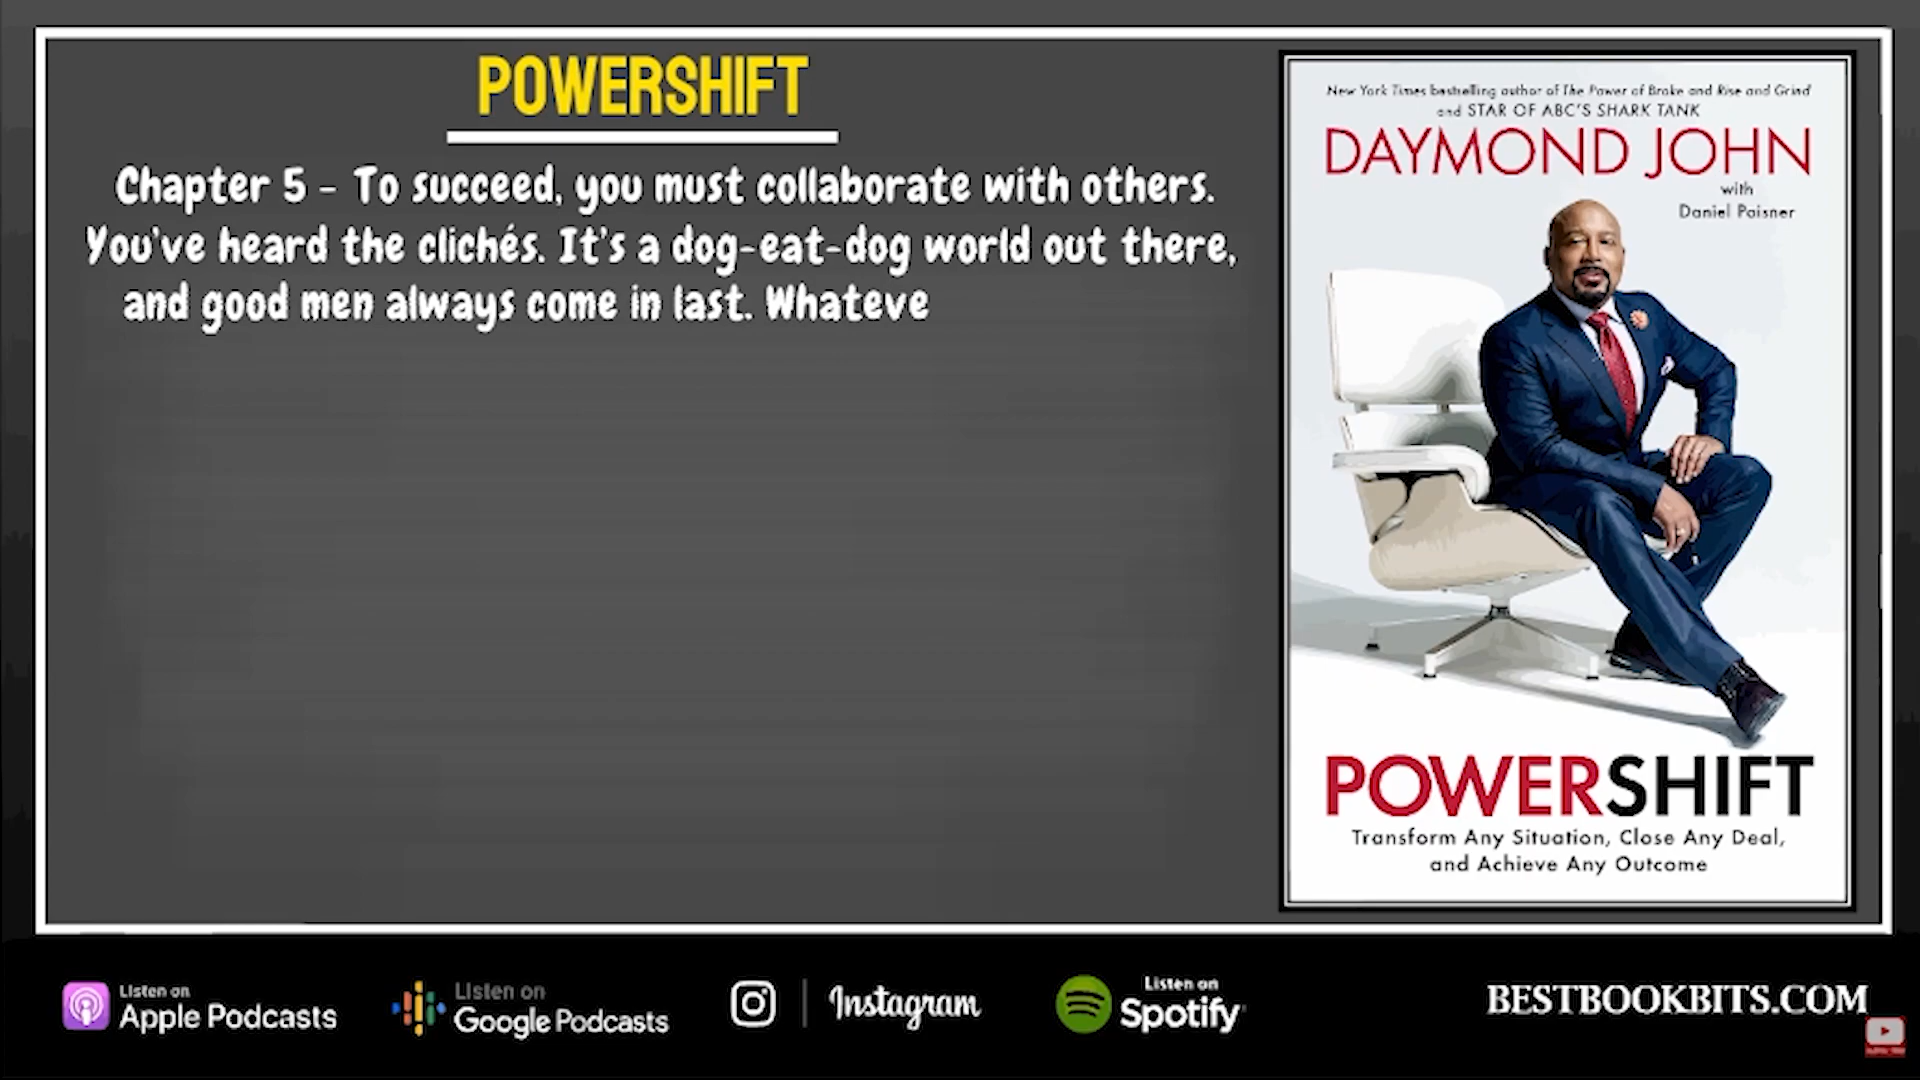 POWERSHIFT
Chapter 5 - To succeed, you must collaborate with others.
You've heard the clichés. It's a dog-eat-dog world out there,
and good men always come in last. Whateve
New York Times bestselling author of The Power of Broke and Rise and Grind
and STAR OF ABC'S SHARK TANK
DAYMOND JOHN
with
Daniel Paisner
POWERSHIFT
Transform Any Situation, Close Any Deal,
and Achieve Any Outcome
Listen on
Apple Podcasts
Listen on
Google Podcasts
Instagram
Listen on
Spotify
BESTBOOKBITS.COM